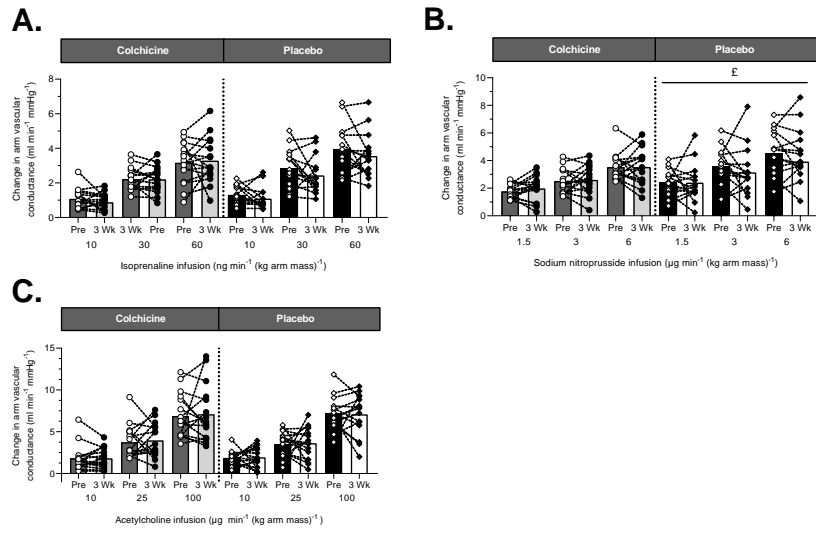 A.
Colchicine Placebo
8
6
4
2
0
Change in arm vascular
conductance (ml min⁻¹ mmHg⁻¹)
Pre 3 Wk 3 Wk Pre Pre 3 Wk Pre 3 Wk Pre 3 Wk Pre 3 Wk
10 30 60 10 30 60
Isoprenaline infusion (ng min⁻¹ (kg arm mass)⁻¹)
B.
Colchicine Placebo
£
10
8
6
4
2
0
Change in arm vascular
conductance (ml min⁻¹ mmHg⁻¹)
Pre 3 Wk Pre 3 Wk Pre 3 Wk Pre 3 Wk Pre 3 Wk Pre 3 Wk
1.5 3 6 1.5 3 6
Sodium nitroprusside infusion (µg min⁻¹ (kg arm mass)⁻¹)
C.
Colchicine Placebo
15
10
5
0
Change in arm vascular
conductance (ml min⁻¹ mmHg⁻¹)
Pre 3 Wk Pre 3 Wk Pre 3 Wk Pre 3 Wk Pre 3 Wk Pre 3 Wk
10 25 100 10 25 100
Acetylcholine infusion (µg min⁻¹ (kg arm mass)⁻¹ )